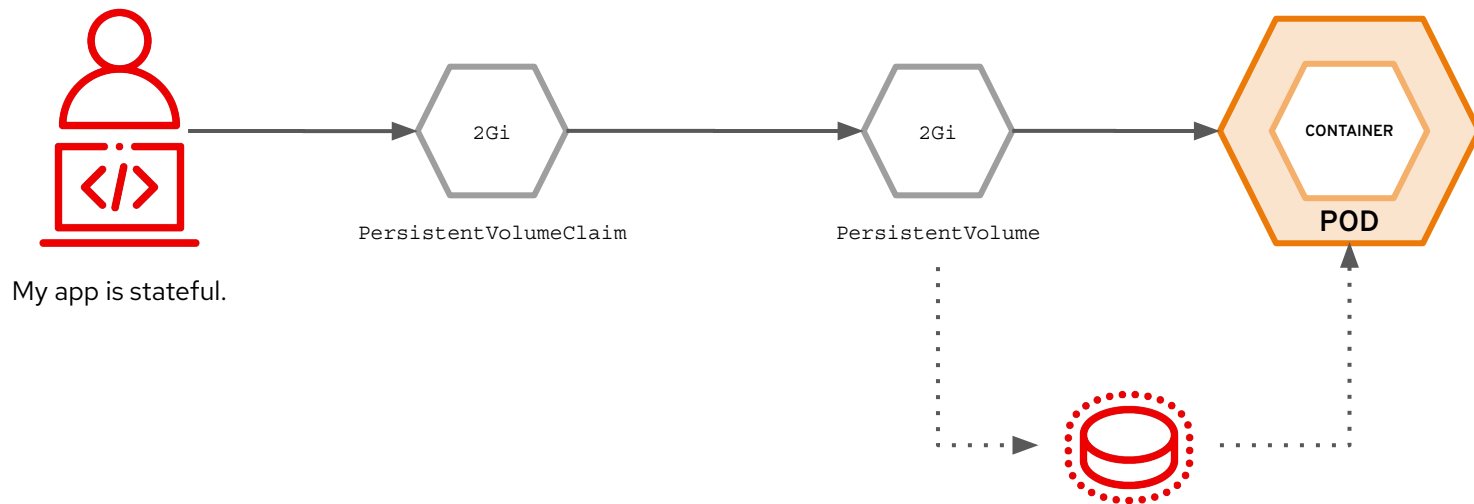 2Gi
2Gi
CONTAINER
POD
PersistentVolumeClaim
PersistentVolume
My app is stateful.